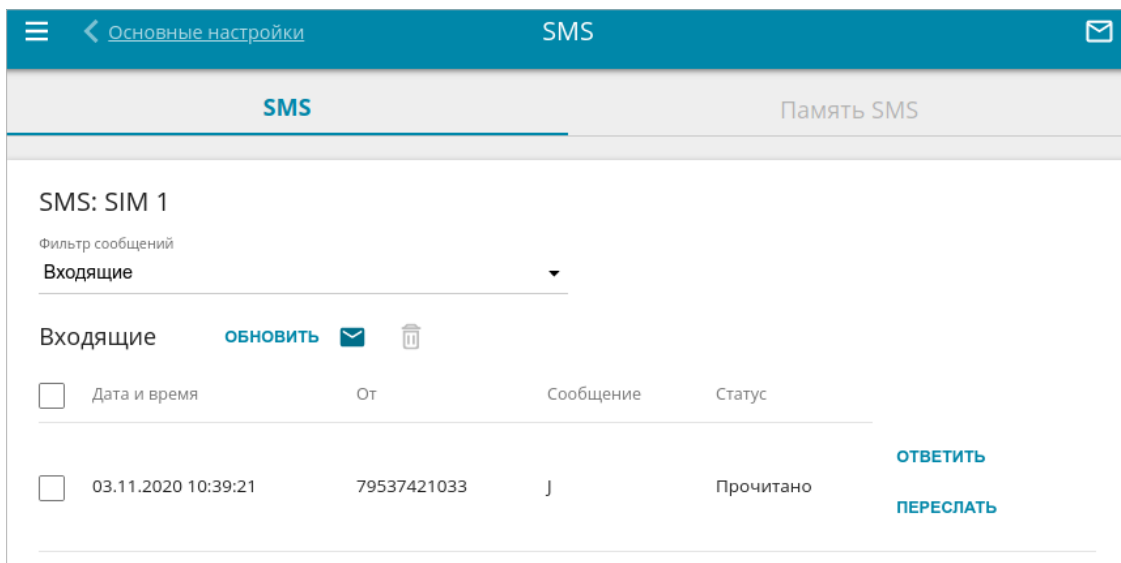 Основные настройки SMS
SMS Память SMS
SMS: SIM 1
Фильтр сообщений
Входящие
Входящие ОБНОВИТЬ
Дата и время От Сообщение Статус
ОТВЕТИТЬ
03.11.2020 10:39:21 79537421033 J Прочитано
ПЕРЕСЛАТЬ